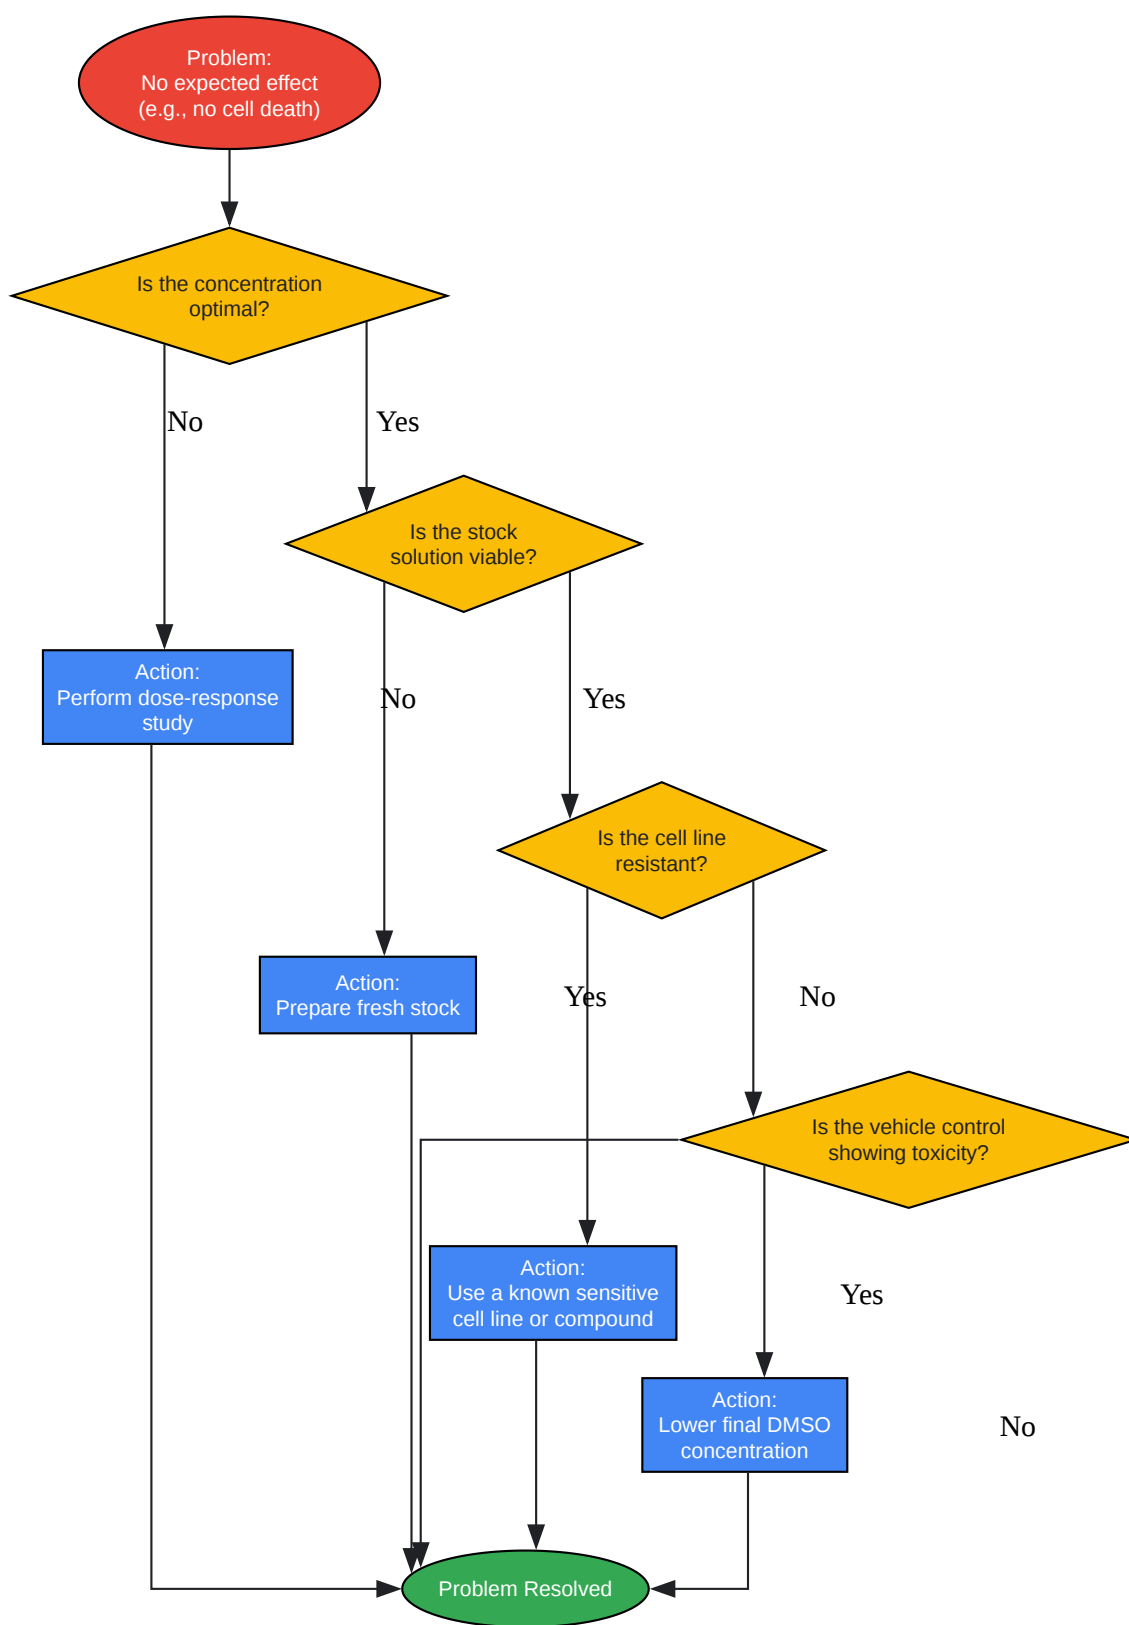 Problem:
No expected effect
(e.g., no cell death)
Is the concentration
optimal?
No
Yes
Is the stock
solution viable?
Action:
Perform dose-response
study
No
Yes
Is the cell line
resistant?
Action:
Prepare fresh stock
Yes
No
Is the vehicle control
showing toxicity?
Action:
Use a known sensitive
cell line or compound
Yes
Action:
Lower final DMSO
concentration
No
Problem Resolved